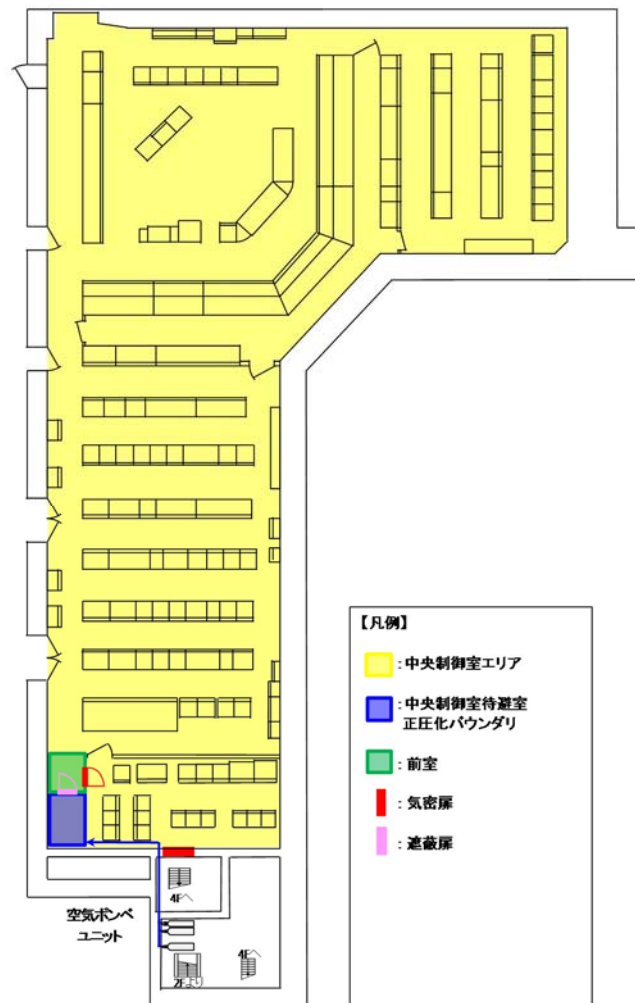 【凡例】
：中央制御室エリア
：中央制御室待避室
正圧化バウンダリ
：前室
：気密扉
：遮蔽扉
4Fへ
空気ボンベ
ユニット
4Fへ
2Fより